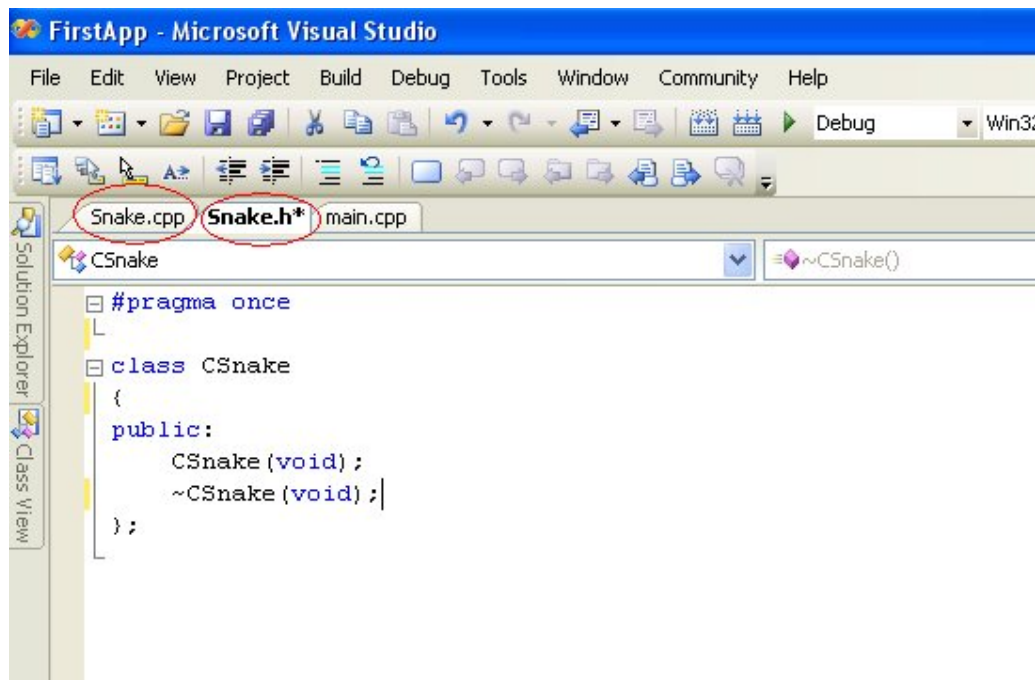 FirstApp - Microsoft Visual Studio
File Edit View Project Build Debug Tools Window Community Help
Debug Win32
Snake.cpp Snake.h* main.cpp
CSnake ~CSnake()
Solution Explorer
Class View
#pragma once
class CSnake
{
public:
CSnake(void);
~CSnake(void);
};